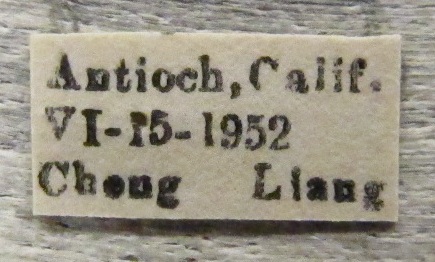 Antioch, Calif.
VI-15-1952
Cheng Liang